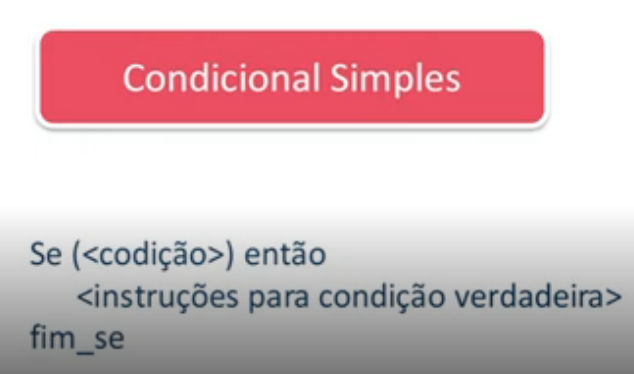 Condicional Simples
Se (<codição>) então
<instruções para condição verdadeira>
fim_se